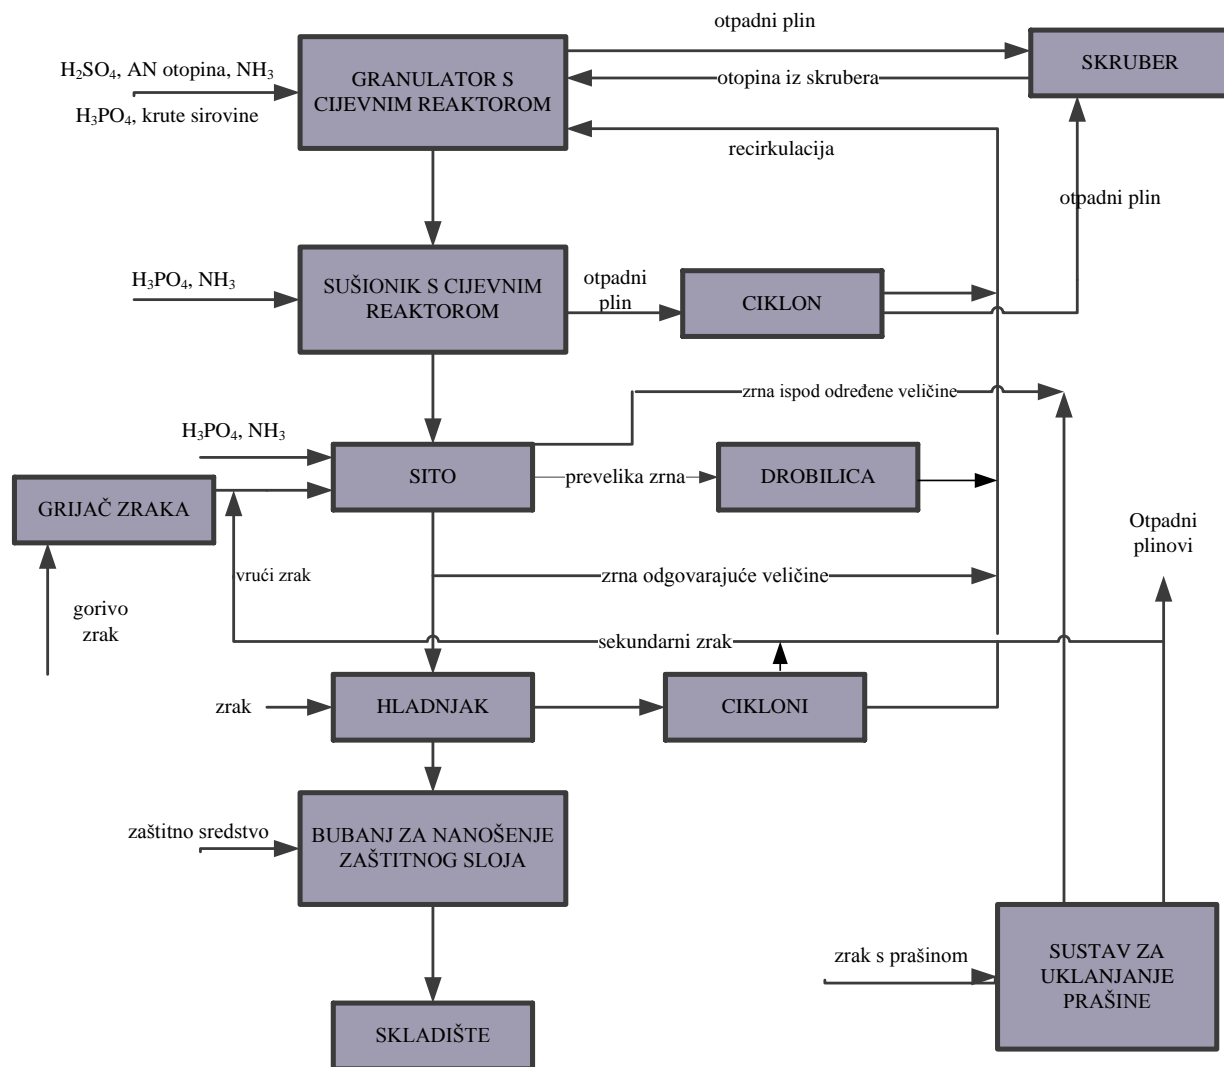 otpadni plin
H₂SO₄, AN otopina, NH₃
H₃PO₄, krute sirovine
GRANULATOR S
CIJEVNIM REAKTOROM
SKRUBER
otopina iz skrubera
recirkulacija
otpadni plin
H₃PO₄, NH₃
SUŠIONIK S CIJEVNIM
REAKTOROM
otpadni
plin
CIKLON
zrna ispod određene veličine
H₃PO₄, NH₃
SITO
prevelika zrna
DROBILICA
GRIJAČ ZRAKA
Otpadni
plinovi
vrući zrak
zrna odgovarajuće veličine
gorivo
zrak
sekundarni zrak
zrak
HLADNJAK
CIKLONI
zaštitno sredstvo
BUBANJ ZA NANOŠENJE
ZAŠTITNOG SLOJA
zrak s prašinom
SUSTAV ZA
UKLANJANJE
PRAŠINE
SKLADIŠTE